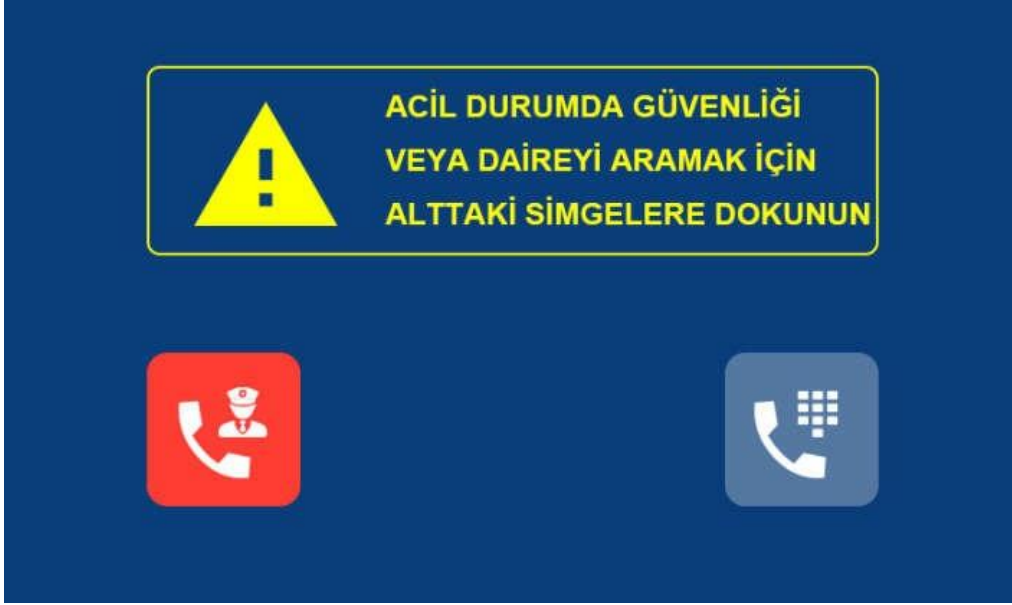 ACİL DURUMDA GÜVENLİĞİ
VEYA DAİREYİ ARAMAK İÇİN
ALTTAKİ SİMGELERE DOKUNUN